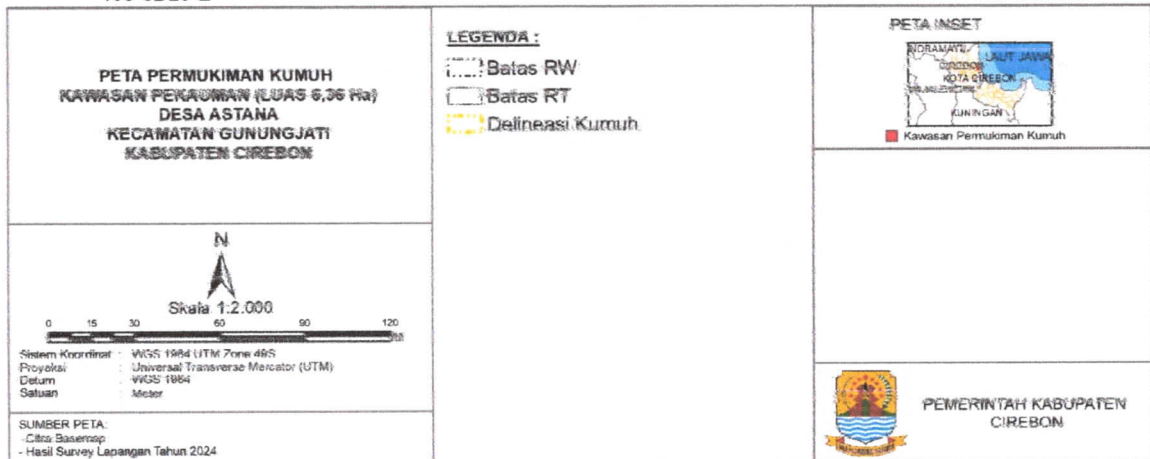 PETA PERMUKIMAN KUMUH
KAWASAN PEKAUMAN (LUAS 6,36 Ha)
DESA ASTANA
KECAMATAN GUNUNGJATI
KABUPATEN CIREBON
N
Skala 1:2.000
0 15 30 60 90 120
M
Sistem Koordinat : WGS 1984 UTM Zone 49S
Proyeksi : Universal Transverse Mercator (UTM)
Datum : WGS 1984
Satuan : Meter
SUMBER PETA:
- Citra Basemap
- Hasil Survey Lapangan Tahun 2024
LEGENDA :
Batas RW
Batas RT
Delineasi Kumuh
PETA INSET
INDRAMAYU
LAUT JAWA
CIREBON
KOTA CIREBON
KUNINGAN
Kawasan Permukiman Kumuh
PEMERINTAH KABUPATEN
CIREBON